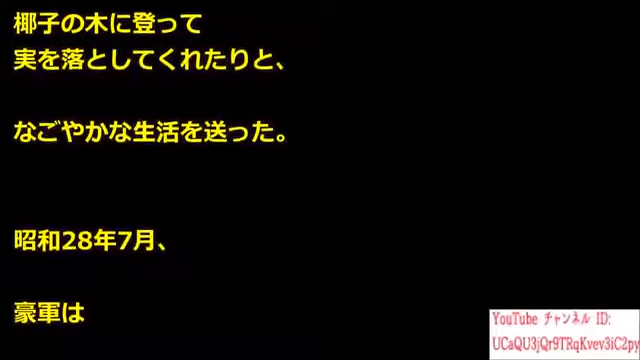 椰子の木に登って
実を落としてくれたりと、
なごやかな生活を送った。
昭和28年7月、
豪軍は
YouTube チャンネル ID:
UCaQU3jQr9TRqKvev3iC2py